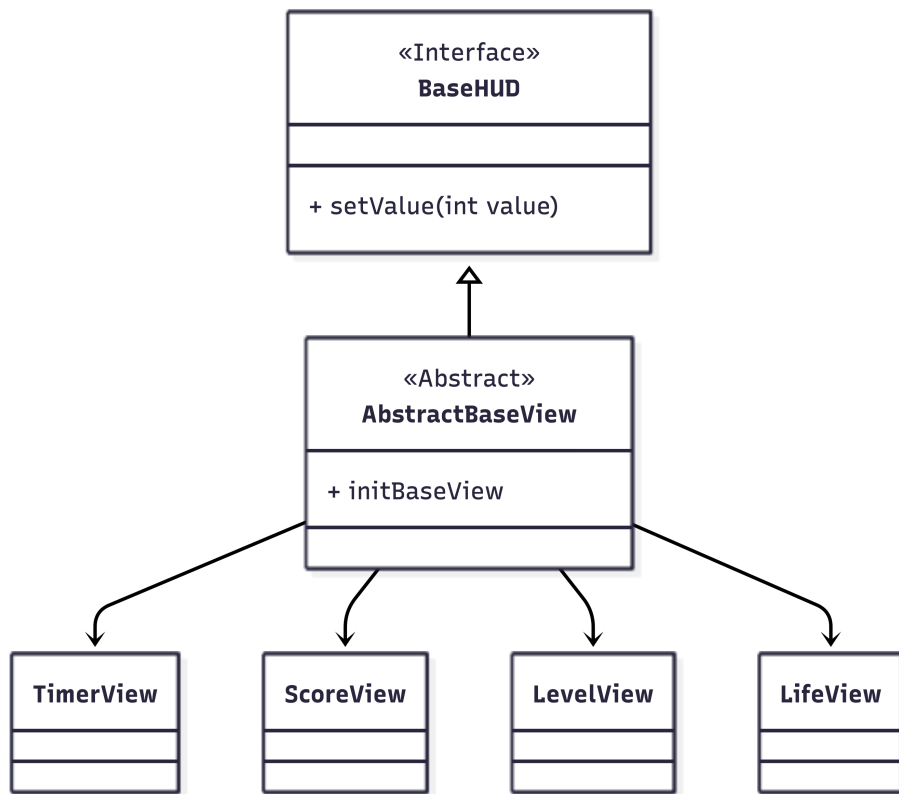 «Interface»
BaseHUD
+ setValue(int value)
«Abstract»
AbstractBaseView
+ initBaseView
TimerView
ScoreView
LevelView
LifeView